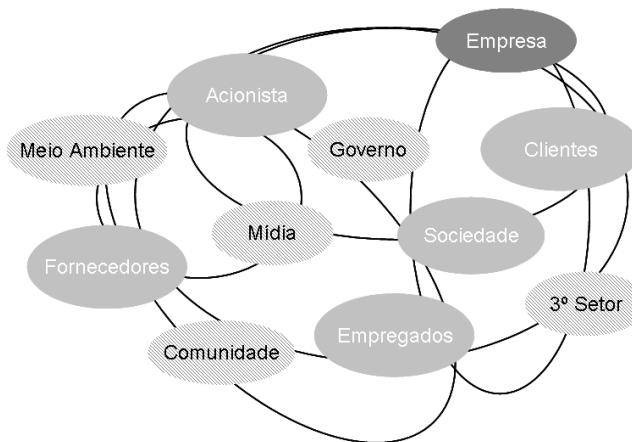 Empresa
Acionista
Meio Ambiente
Governo
Clientes
Mídia
Sociedade
Fornecedores
3º Setor
Comunidade
Empregados